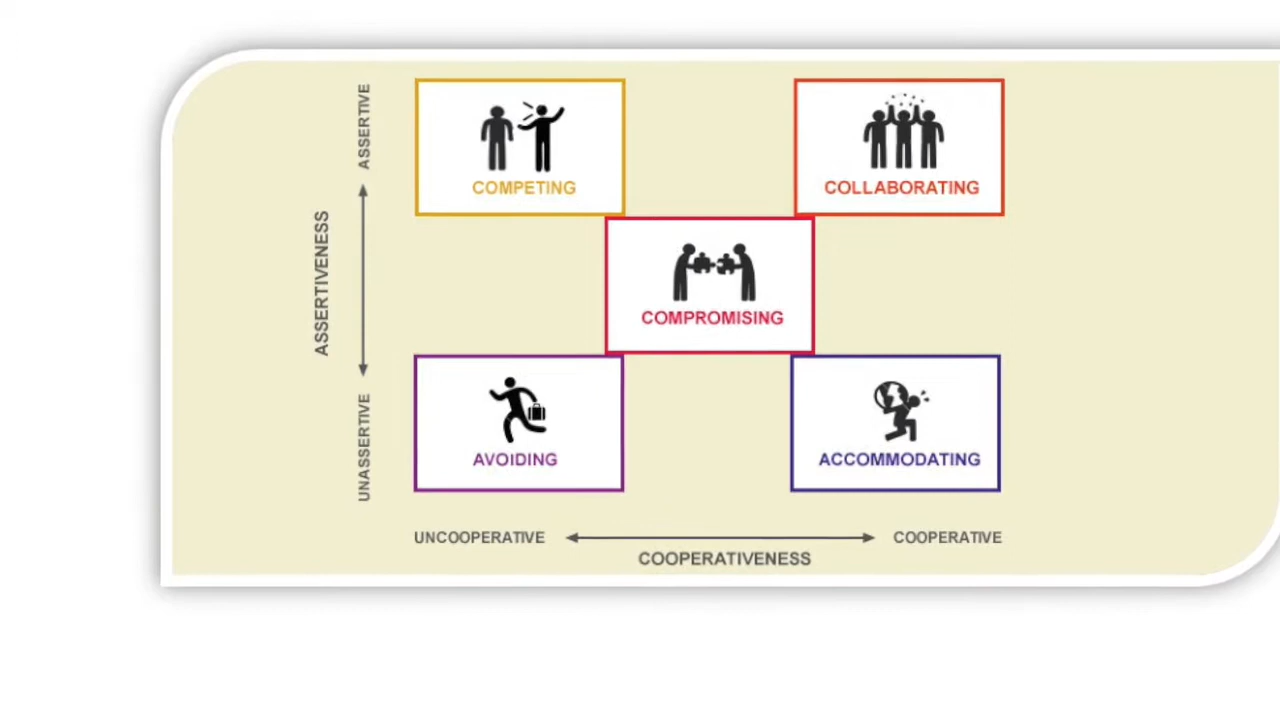 ASSERTIVE
COMPETING
COLLABORATING
ASSERTIVENESS
COMPROMISING
UNASSERTIVE
AVOIDING
ACCOMMODATING
UNCOOPERATIVE
COOPERATIVE
COOPERATIVENESS